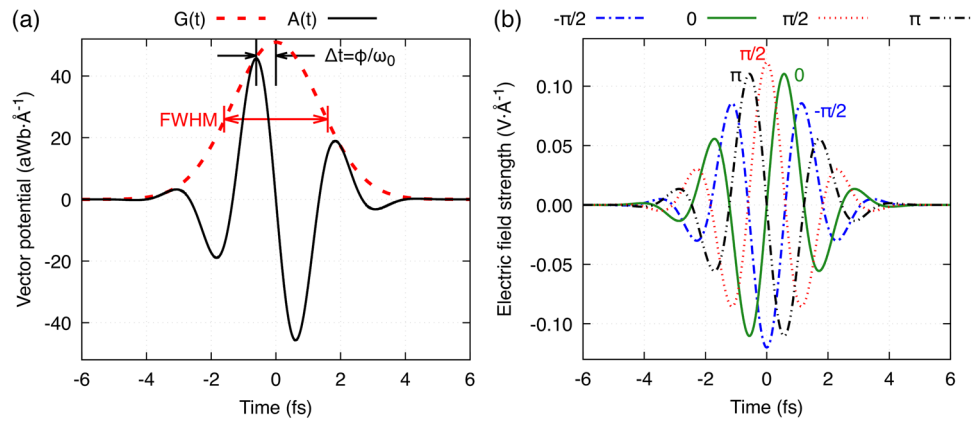 (a) G(t) A(t)
Δt=ϕ/ω₀
FWHM
Vector potential (aWb·Å⁻¹)
40
20
0
-20
-40
-6 -4 -2 0 2 4 6
Time (fs)
(b) -π/2 0 π/2 π
π/2
π 0
-π/2
Electric field strength (V·Å⁻¹)
0.10
0.05
0.00
-0.05
-0.10
-6 -4 -2 0 2 4 6
Time (fs)